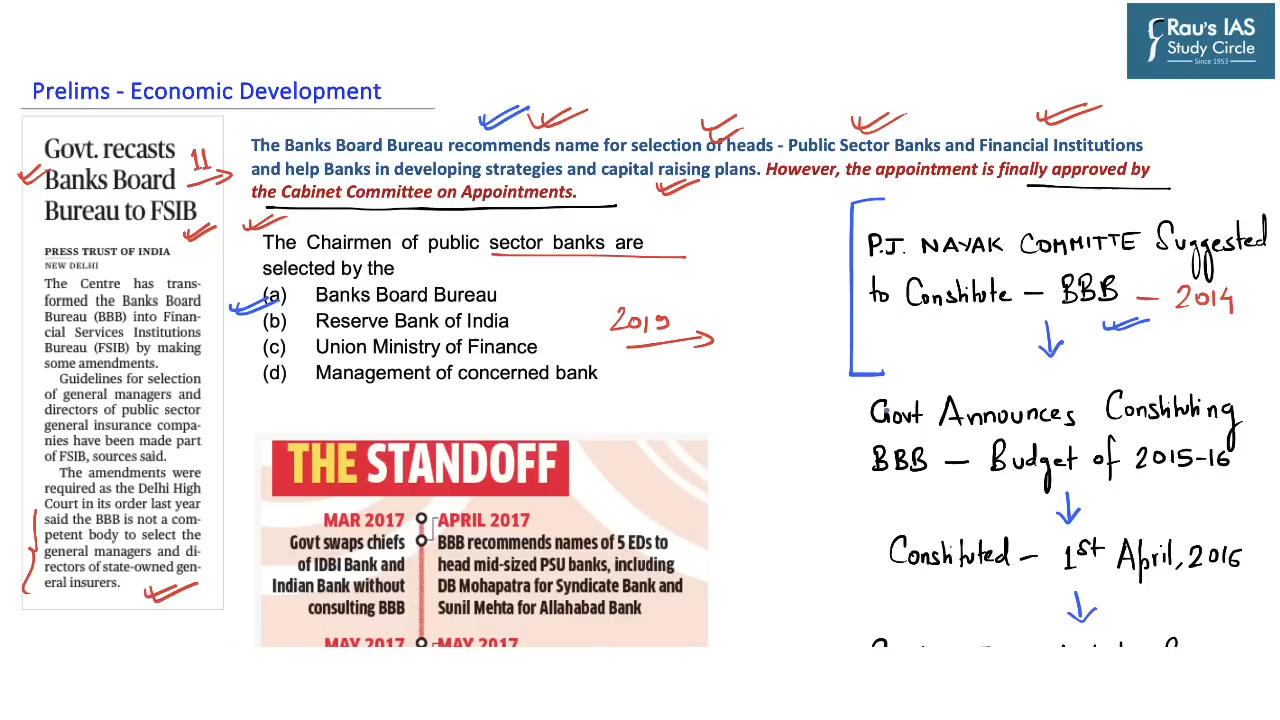 Rau's IAS
Study Circle
Since 1953
Prelims - Economic Development
Govt. recasts
Banks Board
Bureau to FSIB
11
PRESS TRUST OF INDIA
NEW DELHI
The Centre has trans-
formed the Banks Board
Bureau (BBB) into Finan-
cial Services Institutions
Bureau (FSIB) by making
some amendments.
Guidelines for selection
of general managers and
directors of public sector
general insurance compa-
nies have been made part
of FSIB, sources said.
The amendments were
required as the Delhi High
Court in its order last year
said the BBB is not a com-
petent body to select the
general managers and di-
rectors of state-owned gen-
eral insurers.
The Banks Board Bureau recommends name for selection of heads - Public Sector Banks and Financial Institutions
and help Banks in developing strategies and capital raising plans. However, the appointment is finally approved by
the Cabinet Committee on Appointments.
The Chairmen of public sector banks are
selected by the
(a) Banks Board Bureau
(b) Reserve Bank of India
(c) Union Ministry of Finance
(d) Management of concerned bank
2019
THE STANDOFF
MAR 2017
Govt swaps chiefs
of IDBI Bank and
Indian Bank without
consulting BBB
APRIL 2017
BBB recommends names of 5 EDs to
head mid-sized PSU banks, including
DB Mohapatra for Syndicate Bank and
Sunil Mehta for Allahabad Bank
MAY 2017
MAY 2017
P.J. NAYAK COMMITTE Suggested
to Constitute - BBB - 2014
Govt Announces Constituting
BBB - Budget of 2015-16
Constituted - 1st April, 2016